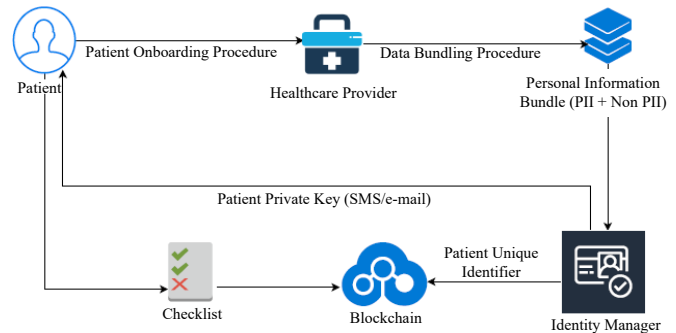 Patient Onboarding Procedure
Data Bundling Procedure
Patient
Healthcare Provider
Personal Information
Bundle (PII + Non PII)
Patient Private Key (SMS/e-mail)
Patient Unique
Identifier
Checklist
Blockchain
Identity Manager